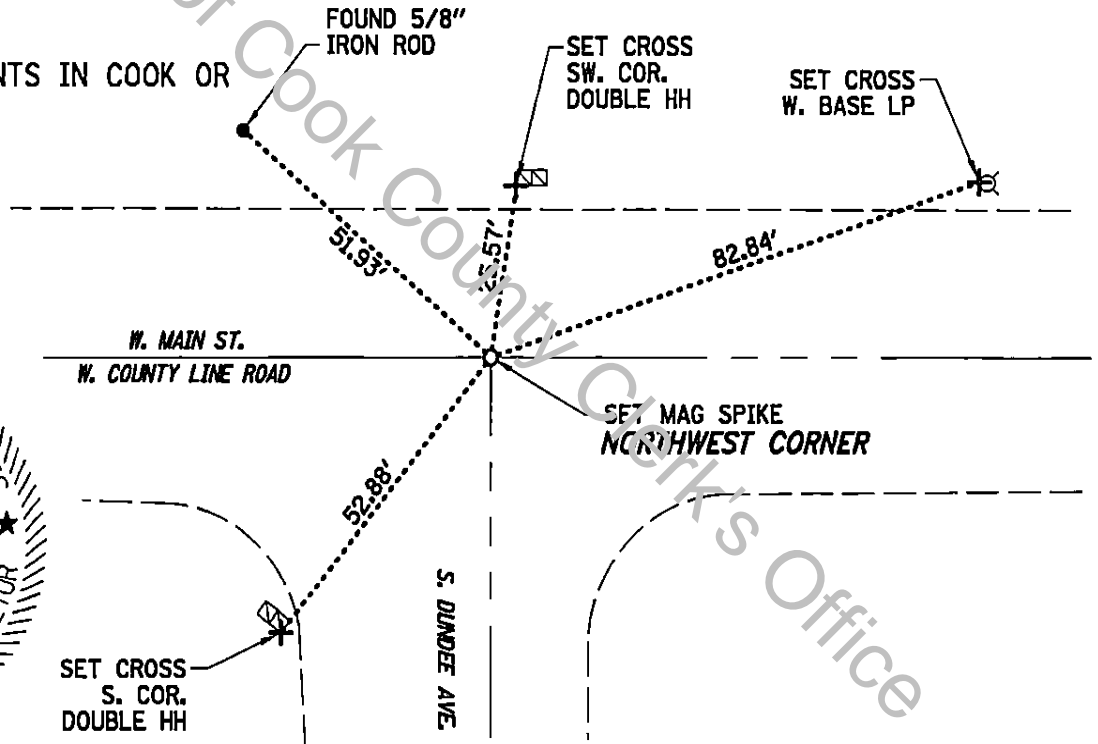 FOUND 5/8"
IRON ROD
NTS IN COOK OR
SET CROSS
SW. COR.
DOUBLE HH
SET CROSS
W. BASE LP
51.93'
25.57'
82.84'
W. MAIN ST.
W. COUNTY LINE ROAD
SET MAG SPIKE
NORTHWEST CORNER
52.88'
S. DUNDEE AVE.
SET CROSS
S. COR.
DOUBLE HH
of Cook County Clerk's Office